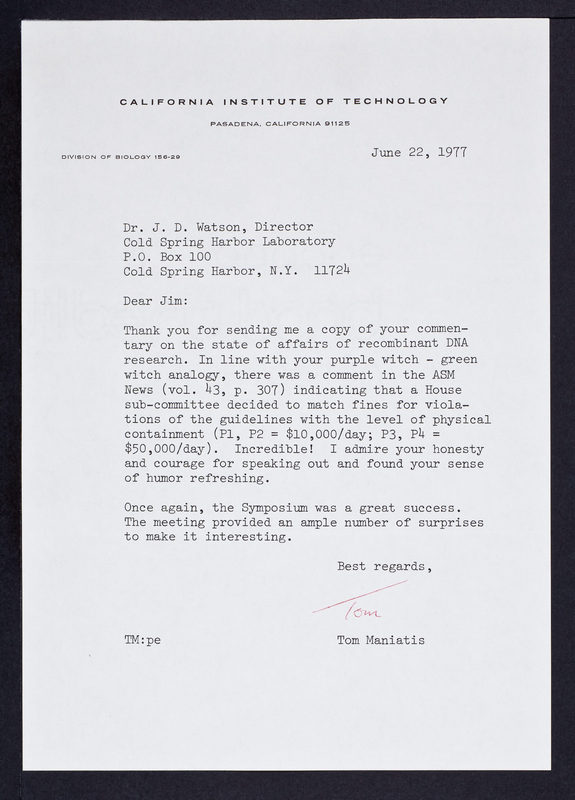 CALIFORNIA INSTITUTE OF TECHNOLOGY
PASADENA, CALIFORNIA 91125
DIVISION OF BIOLOGY 156-29
June 22, 1977
Dr. J. D. Watson, Director
Cold Spring Harbor Laboratory
P.O. Box 100
Cold Spring Harbor, N.Y.  11724
Dear Jim:
Thank you for sending me a copy of your commen-
tary on the state of affairs of recombinant DNA
research. In line with your purple witch - green
witch analogy, there was a comment in the ASM
News (vol. 43, p. 307) indicating that a House
sub-committee decided to match fines for viola-
tions of the guidelines with the level of physical
containment (P1, P2 = $10,000/day; P3, P4 =
$50,000/day).  Incredible!  I admire your honesty
and courage for speaking out and found your sense
of humor refreshing.
Once again, the Symposium was a great success.
The meeting provided an ample number of surprises
to make it interesting.
Best regards,
Tom
TM:pe
Tom Maniatis